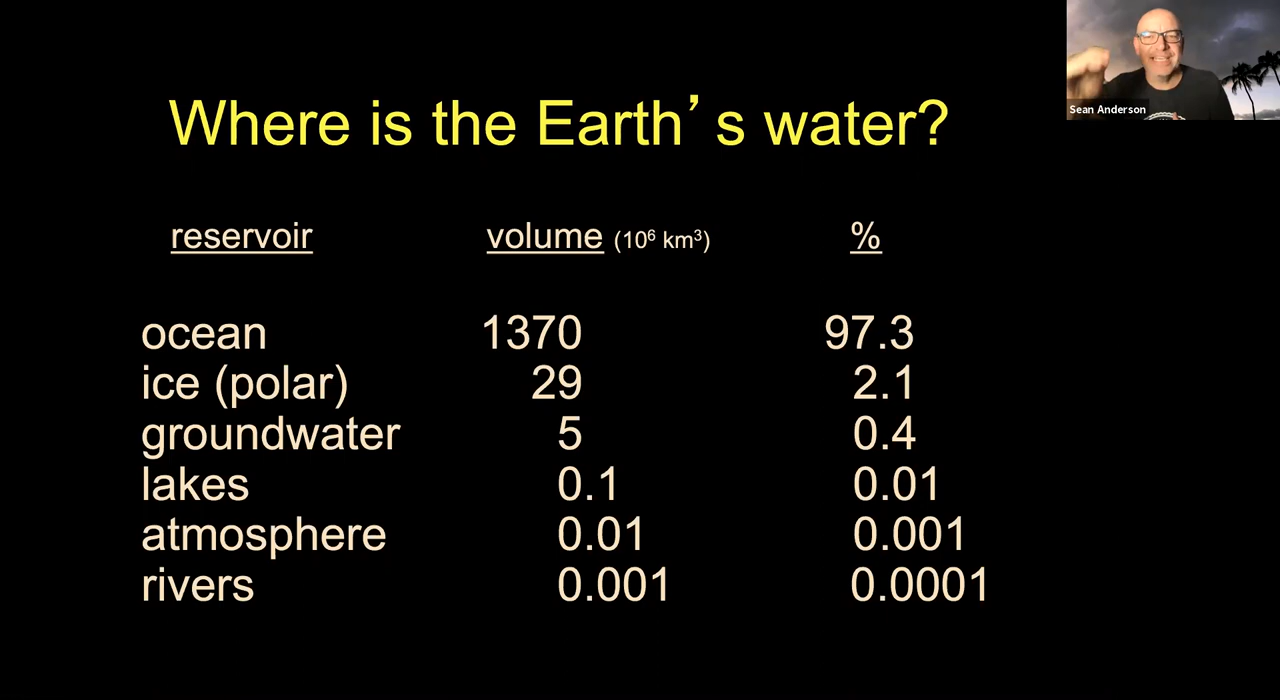 Where is the Earth’s water?
Sean Anderson
reservoir volume (10⁶ km³) %
ocean 1370 97.3
ice (polar) 29 2.1
groundwater 5 0.4
lakes 0.1 0.01
atmosphere 0.01 0.001
rivers 0.001 0.0001